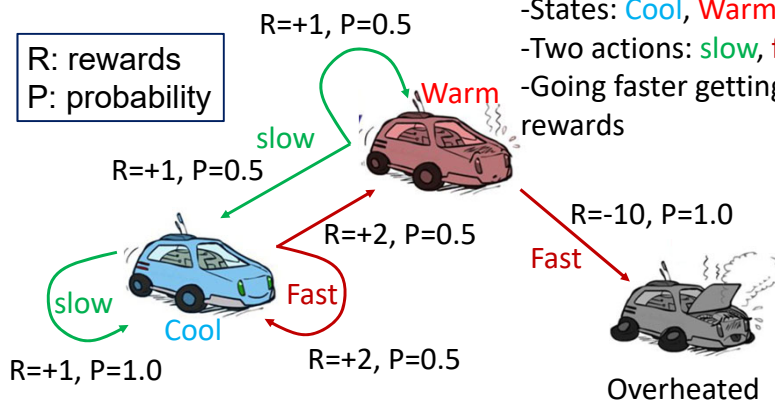 R=+1, P=0.5
-States: Cool, Warm
-Two actions: slow,
-Going faster getting
rewards
R: rewards
P: probability
Warm
slow
R=+1, P=0.5
R=-10, P=1.0
R=+2, P=0.5
Fast
slow
Fast
Cool
R=+2, P=0.5
R=+1, P=1.0
Overheated